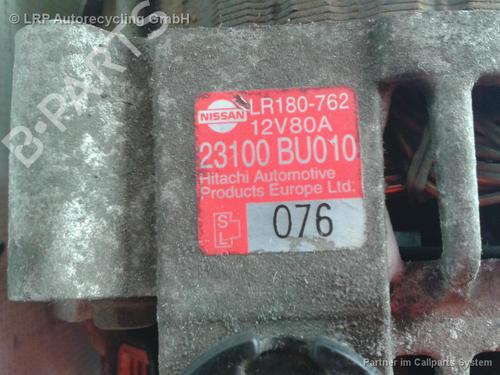 © LRP Autorecycling GmbH
B-PARTS
NISSAN
LR180-762
12V80A
23100 BU010
Hitachi Automotive
Products Europe Ltd.
S
L
076
Partner im Callparts System